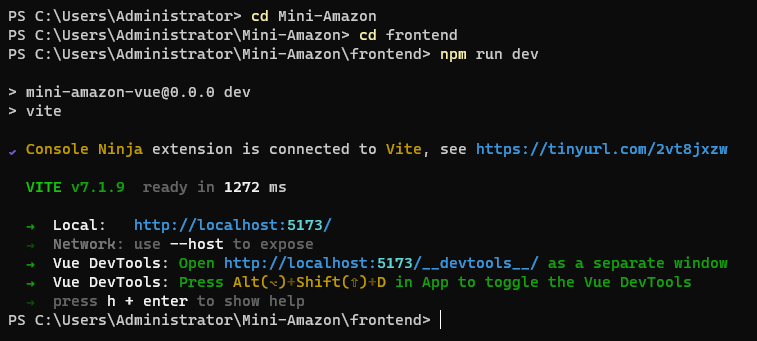 PS C:\Users\Administrator> cd Mini-Amazon
PS C:\Users\Administrator\Mini-Amazon> cd frontend
PS C:\Users\Administrator\Mini-Amazon\frontend> npm run dev
> mini-amazon-vue@0.0.0 dev
> vite
✓ Console Ninja extension is connected to Vite, see https://tinyurl.com/2vt8jxzw
VITE v7.1.9 ready in 1272 ms
➜ Local: http://localhost:5173/
➜ Network: use --host to expose
➜ Vue DevTools: Open http://localhost:5173/__devtools__/ as a separate window
➜ Vue DevTools: Press Alt(⌥)+Shift(⇧)+D in App to toggle the Vue DevTools
➜ press h + enter to show help
PS C:\Users\Administrator\Mini-Amazon\frontend>